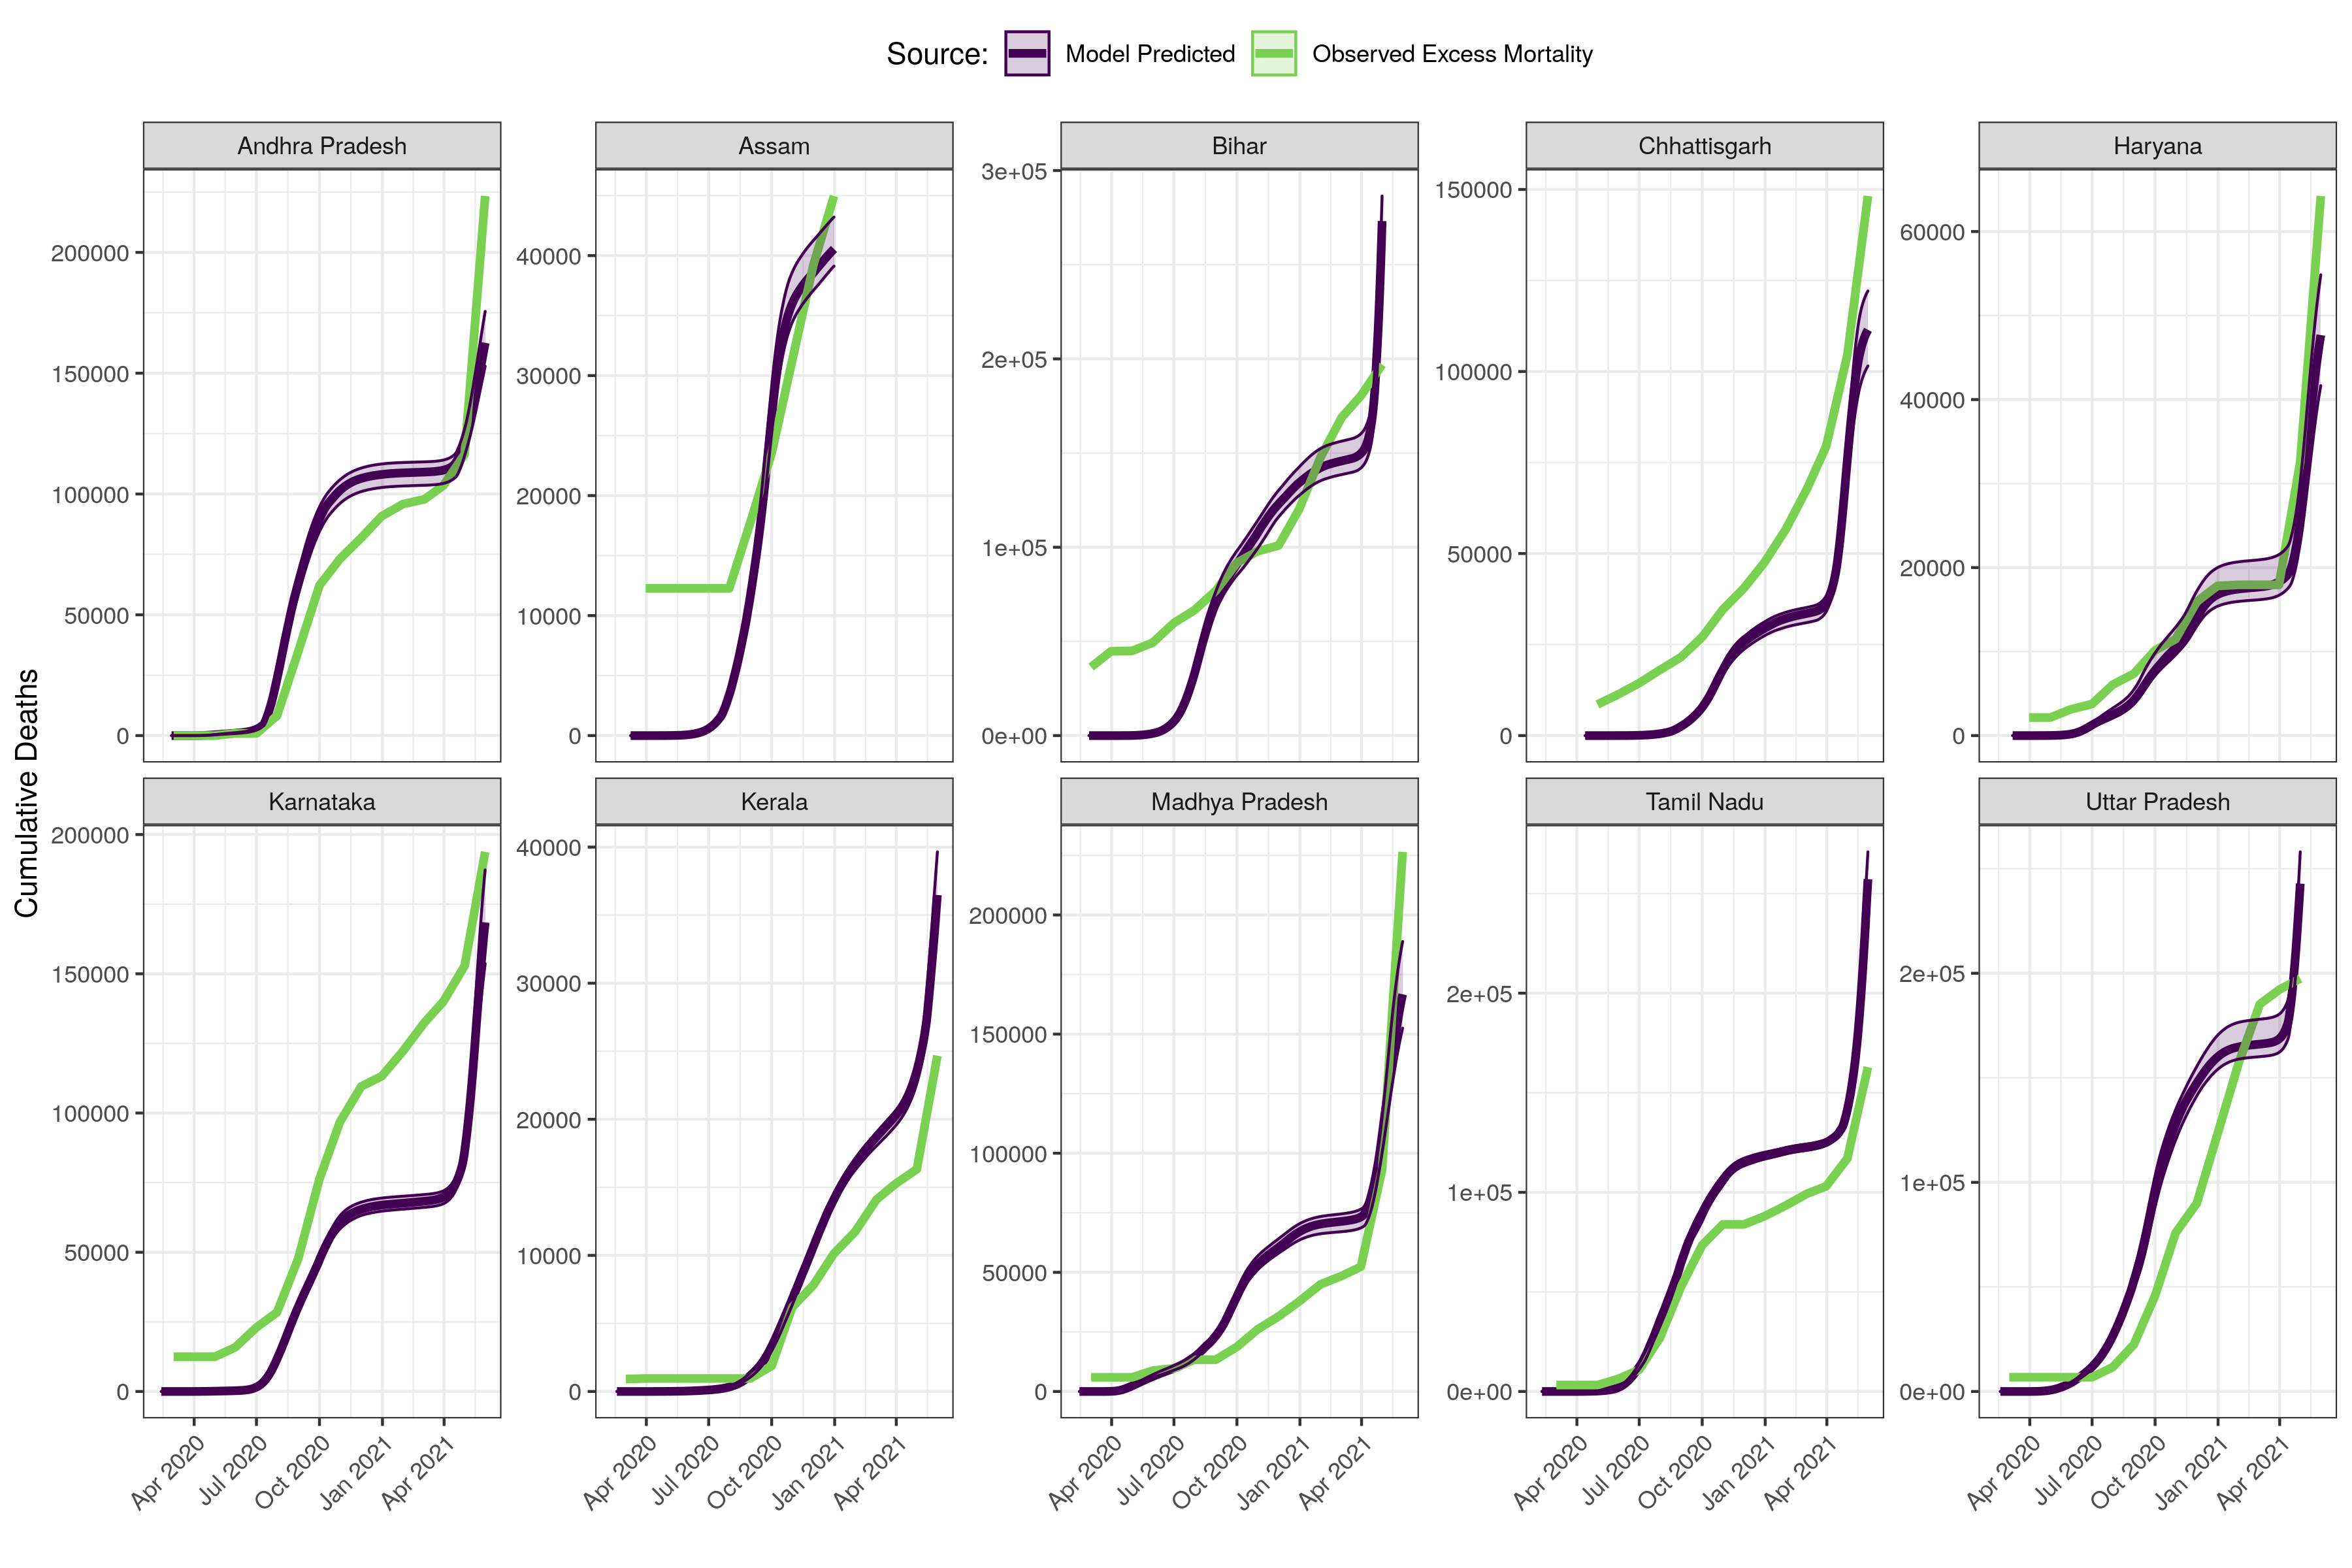 Source: Model Predicted Observed Excess Mortality
Andhra Pradesh Assam Bihar Chhattisgarh Haryana
200000
150000
100000
50000
0
40000
30000
20000
10000
0
3e+05
2e+05
1e+05
0e+00
150000
100000
50000
0
60000
40000
20000
0
Cumulative Deaths
Karnataka Kerala Madhya Pradesh Tamil Nadu Uttar Pradesh
200000
150000
100000
50000
0
40000
30000
20000
10000
0
200000
150000
100000
50000
0
2e+05
1e+05
0e+00
2e+05
1e+05
0e+00
Apr 2020 Jul 2020 Oct 2020 Jan 2021 Apr 2021
Apr 2020 Jul 2020 Oct 2020 Jan 2021 Apr 2021
Apr 2020 Jul 2020 Oct 2020 Jan 2021 Apr 2021
Apr 2020 Jul 2020 Oct 2020 Jan 2021 Apr 2021
Apr 2020 Jul 2020 Oct 2020 Jan 2021 Apr 2021